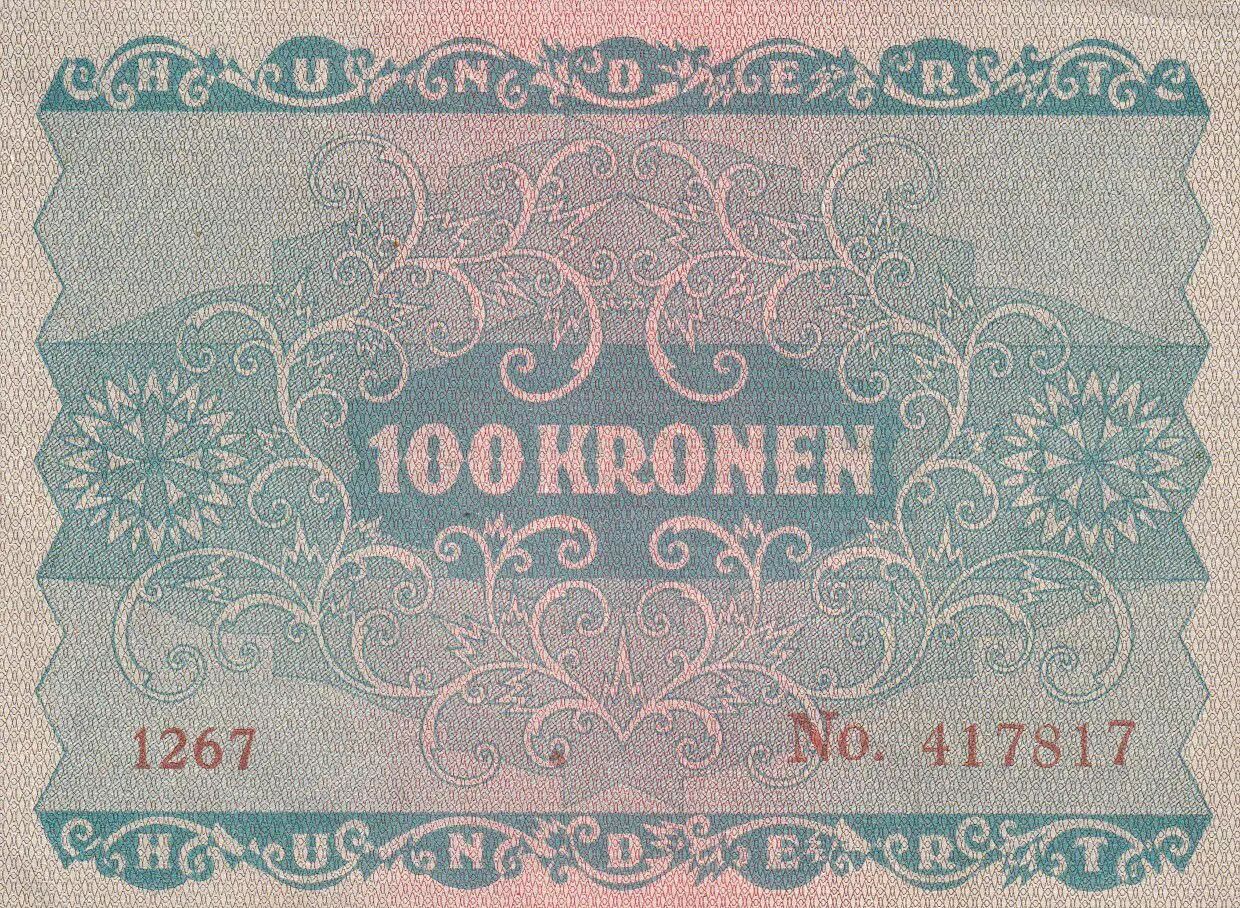 HUNDERT
100 KRONEN
1267 No. 417817
HUNDERT